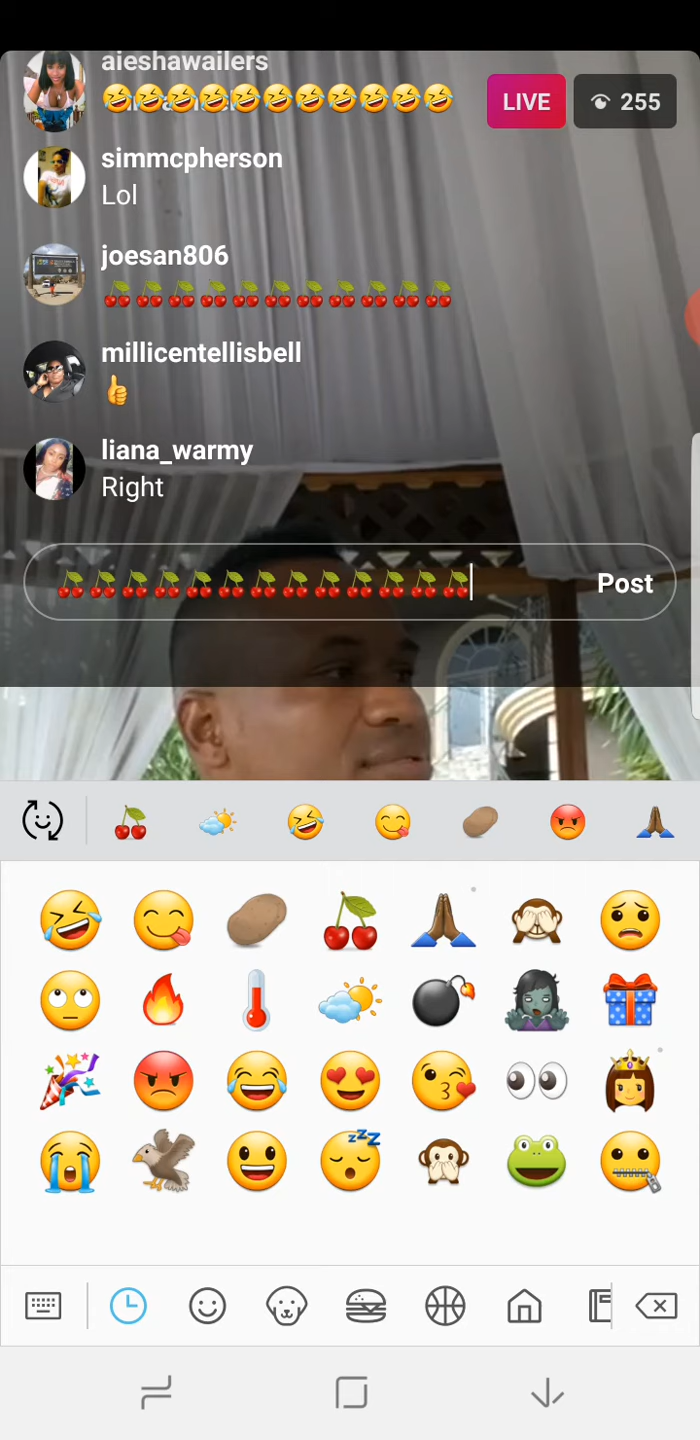 aieshawailers
🤣🤣🤣🤣🤣🤣🤣🤣🤣🤣🤣
LIVE
255
simmcpherson
Lol
joesan806
🍒🍒🍒🍒🍒🍒🍒🍒🍒🍒🍒
millicentellisbell
👍
liana_warmy
Right
🍒🍒🍒🍒🍒🍒🍒🍒🍒🍒🍒🍒🍒
Post